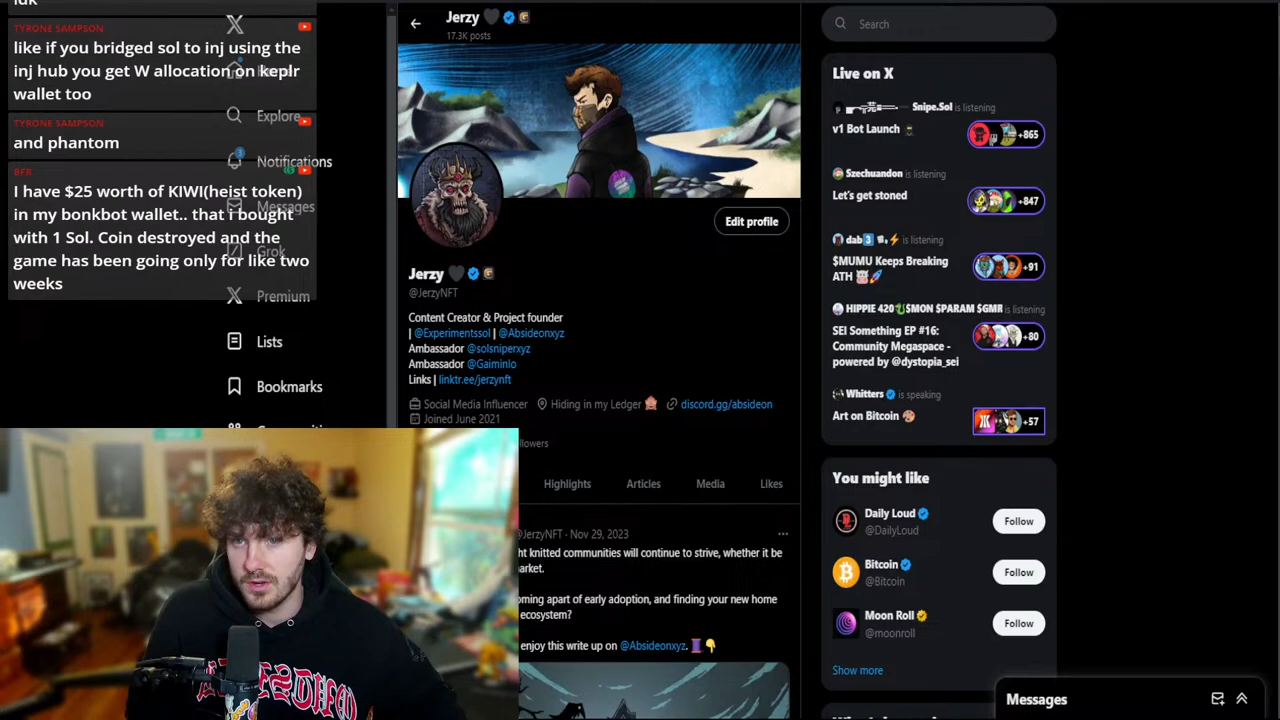 TYRONE SAMPSON
like if you bridged sol to inj using the
inj hub you get W allocation on keplr
wallet too
TYRONE SAMPSON
and phantom
BFR
I have $25 worth of KIWI(heist token)
in my bonkbot wallet.. that i bought
with 1 Sol. Coin destroyed and the
game has been going only for like two
weeks
Explore
Notifications
Messages
Grok
Premium
Lists
Bookmarks
Jerzy
17.3K posts
Edit profile
Jerzy
@JerzyNFT
Content Creator & Project founder
| @Experimentssol | @Absideonxyz
Ambassador @solsniperxyz
Ambassador @GaiminIo
Links | linktr.ee/jerzynft
Social Media Influencer Hiding in my Ledger discord.gg/absideon
Joined June 2021
Highlights Articles Media Likes
@JerzyNFT · Nov 29, 2023
knitted communities will continue to strive, whether it be
apart of early adoption, and finding your new home
ecosystem?
enjoy this write up on @Absideonxyz.
Search
Live on X
Snipe.Sol is listening
v1 Bot Launch
+865
Szechuandon is listening
Let's get stoned
+847
dab3 is listening
$MUMU Keeps Breaking
ATH
+91
HIPPIE 420 $MON $PARAM $GMR is listening
SEI Something EP #16:
Community Megaspace -
powered by @dystopia_sei
+80
Whitters is speaking
Art on Bitcoin
+57
You might like
Daily Loud
@DailyLoud
Follow
Bitcoin
@Bitcoin
Follow
Moon Roll
@moonroll
Follow
Show more
Messages